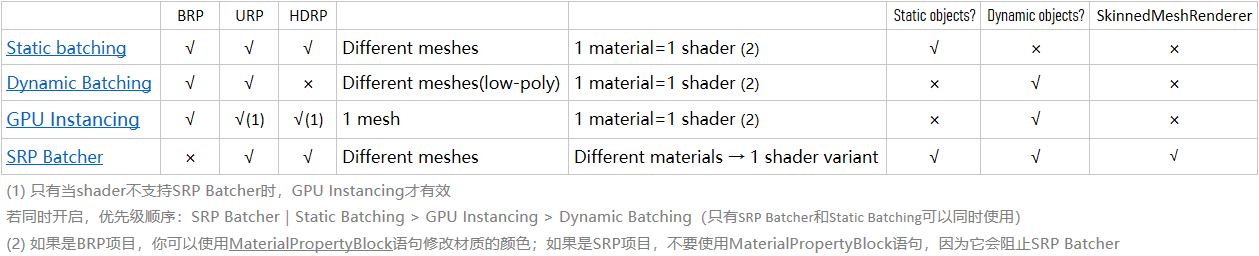 BRP URP HDRP Static objects? Dynamic objects? SkinnedMeshRenderer
Static batching √ √ √ Different meshes 1 material=1 shader (2) √ × ×
Dynamic Batching √ √ × Different meshes(low-poly) 1 material=1 shader (2) × √ ×
GPU Instancing √ √(1) √(1) 1 mesh 1 material=1 shader (2) × √ ×
SRP Batcher × √ √ Different meshes Different materials → 1 shader variant √ √ √
(1) 只有当shader不支持SRP Batcher时，GPU Instancing才有效
若同时开启，优先级顺序：SRP Batcher | Static Batching > GPU Instancing > Dynamic Batching（只有SRP Batcher和Static Batching可以同时使用）
(2) 如果是BRP项目，你可以使用MaterialPropertyBlock语句修改材质的颜色；如果是SRP项目，不要使用MaterialPropertyBlock语句，因为它会阻止SRP Batcher